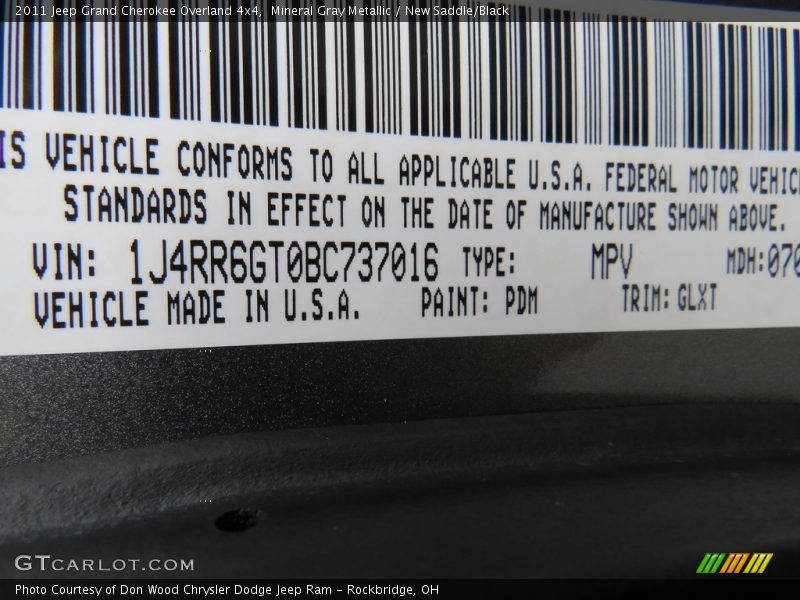 2011 Jeep Grand Cherokee Overland 4x4, Mineral Gray Metallic / New Saddle/Black
IS VEHICLE CONFORMS TO ALL APPLICABLE U.S.A. FEDERAL MOTOR VEHIC
STANDARDS IN EFFECT ON THE DATE OF MANUFACTURE SHOWN ABOVE.
VIN: 1J4RR6GT0BC737016 TYPE: MPV MDH:070
VEHICLE MADE IN U.S.A. PAINT: PDM TRIM: GLXT
GTCARLOT.COM
Photo Courtesy of Don Wood Chrysler Dodge Jeep Ram - Rockbridge, OH